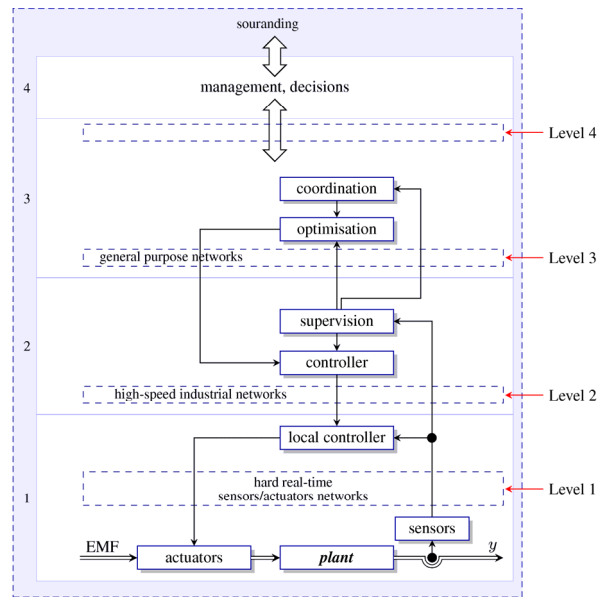 souranding
4
management, decisions
Level 4
3
coordination
optimisation
general purpose networks
Level 3
supervision
2
controller
high-speed industrial networks
Level 2
local controller
hard real-time
sensors/actuators networks
Level 1
1
sensors
EMF
actuators
plant
y